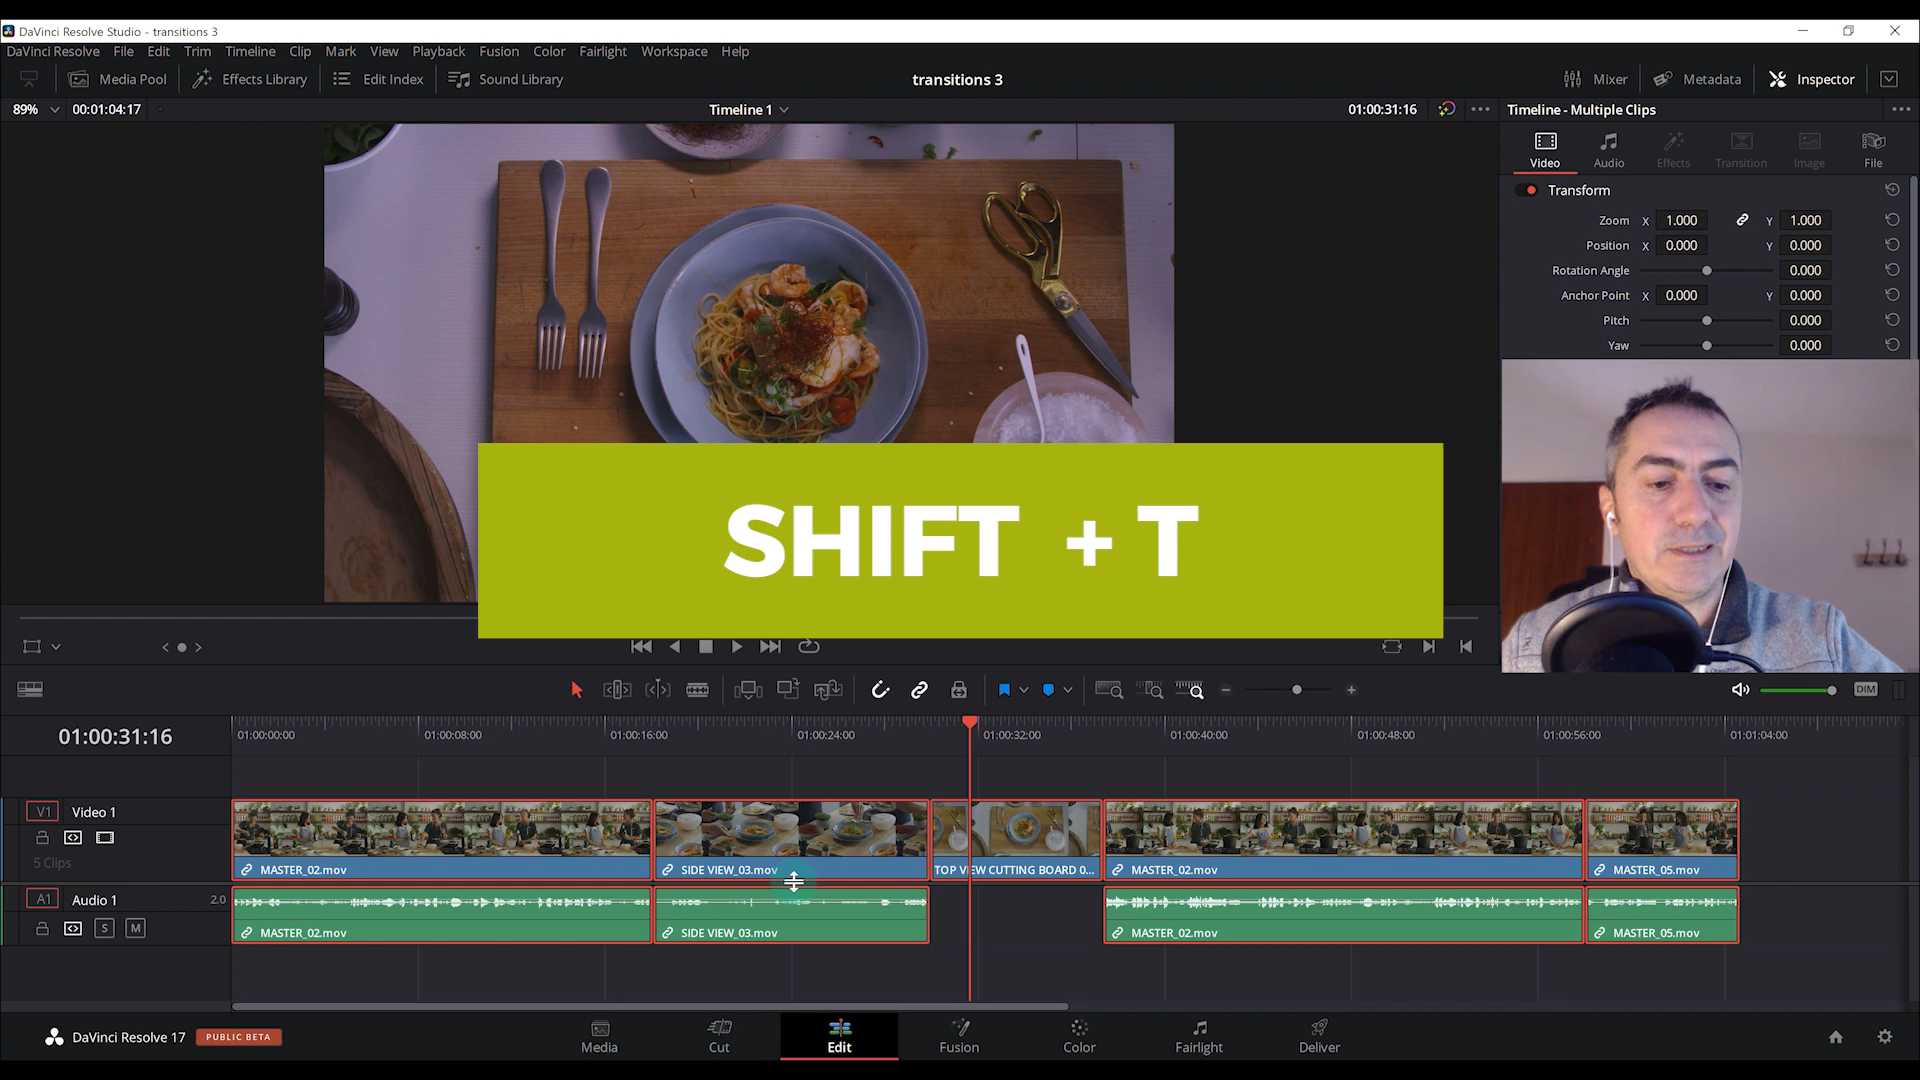 DaVinci Resolve Studio - transitions 3
DaVinci Resolve File Edit Trim Timeline Clip Mark View Playback Fusion Color Fairlight Workspace Help
Media Pool Effects Library Edit Index Sound Library transitions 3 Mixer Metadata Inspector
89% 00:01:04:17 Timeline 1 01:00:31:16 Timeline - Multiple Clips
Video Audio Effects Transition Image File
Transform
Zoom X 1.000 Y 1.000
Position X 0.000 Y 0.000
Rotation Angle 0.000
Anchor Point X 0.000 Y 0.000
Pitch 0.000
Yaw 0.000
SHIFT + T
DIM
01:00:31:16 01:00:00:00 01:00:08:00 01:00:16:00 01:00:24:00 01:00:32:00 01:00:40:00 01:00:48:00 01:00:56:00 01:01:04:00
V1 Video 1
5 Clips
MASTER_02.mov SIDE VIEW_03.mov TOP VIEW CUTTING BOARD 0... MASTER_02.mov MASTER_05.mov
A1 Audio 1 2.0
S M
MASTER_02.mov SIDE VIEW_03.mov MASTER_02.mov MASTER_05.mov
DaVinci Resolve 17 PUBLIC BETA Media Cut Edit Fusion Color Fairlight Deliver